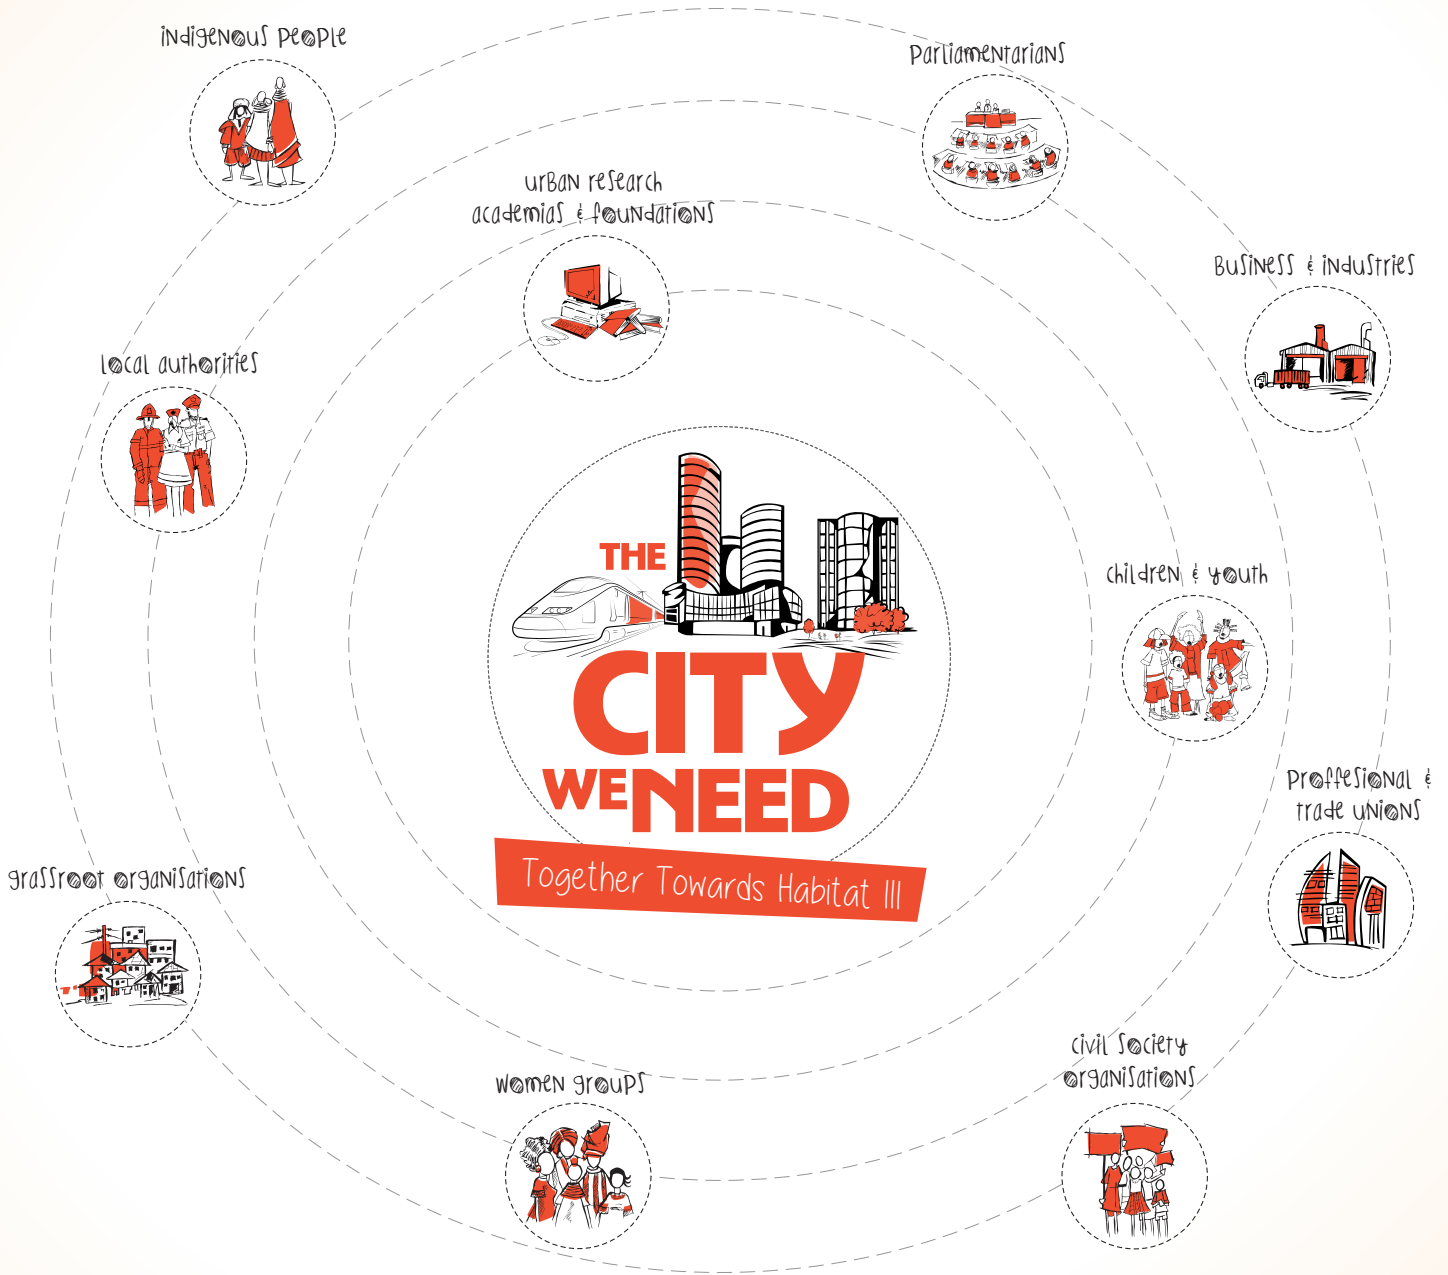 indigenous people
Parliamentarians
urban research
academias & foundations
Business & industries
local authorities
THE
CITY
WE NEED
Together Towards Habitat III
children & youth
Proffesional &
trade unions
grassroot organisations
civil society
organisations
women groups